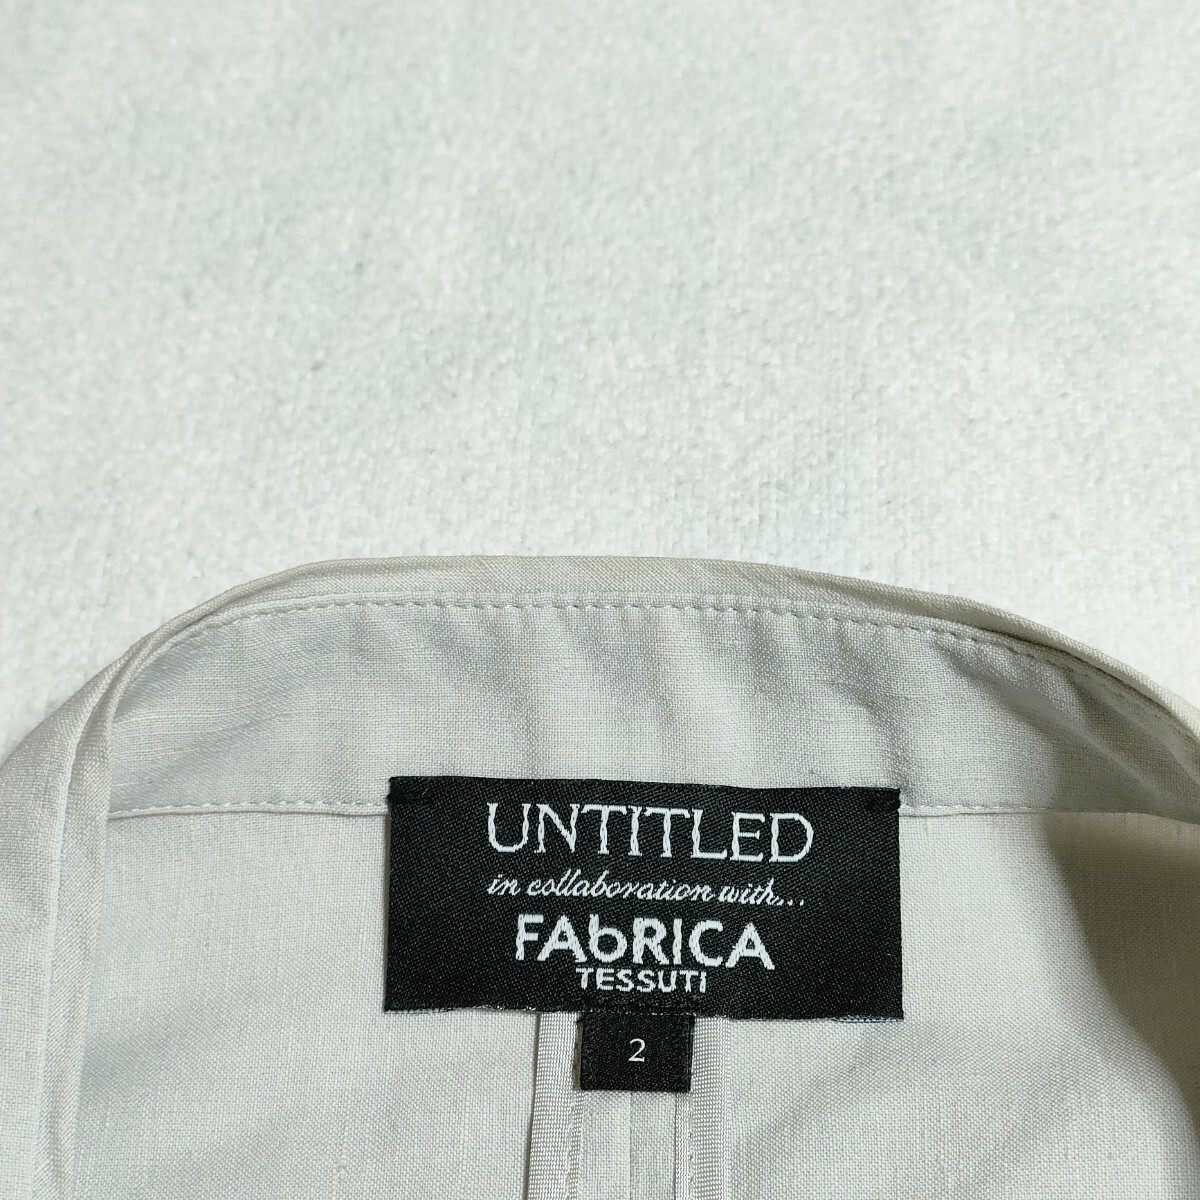 UNTITLED
in collaboration with...
FAbRICA
TESSUTI
2